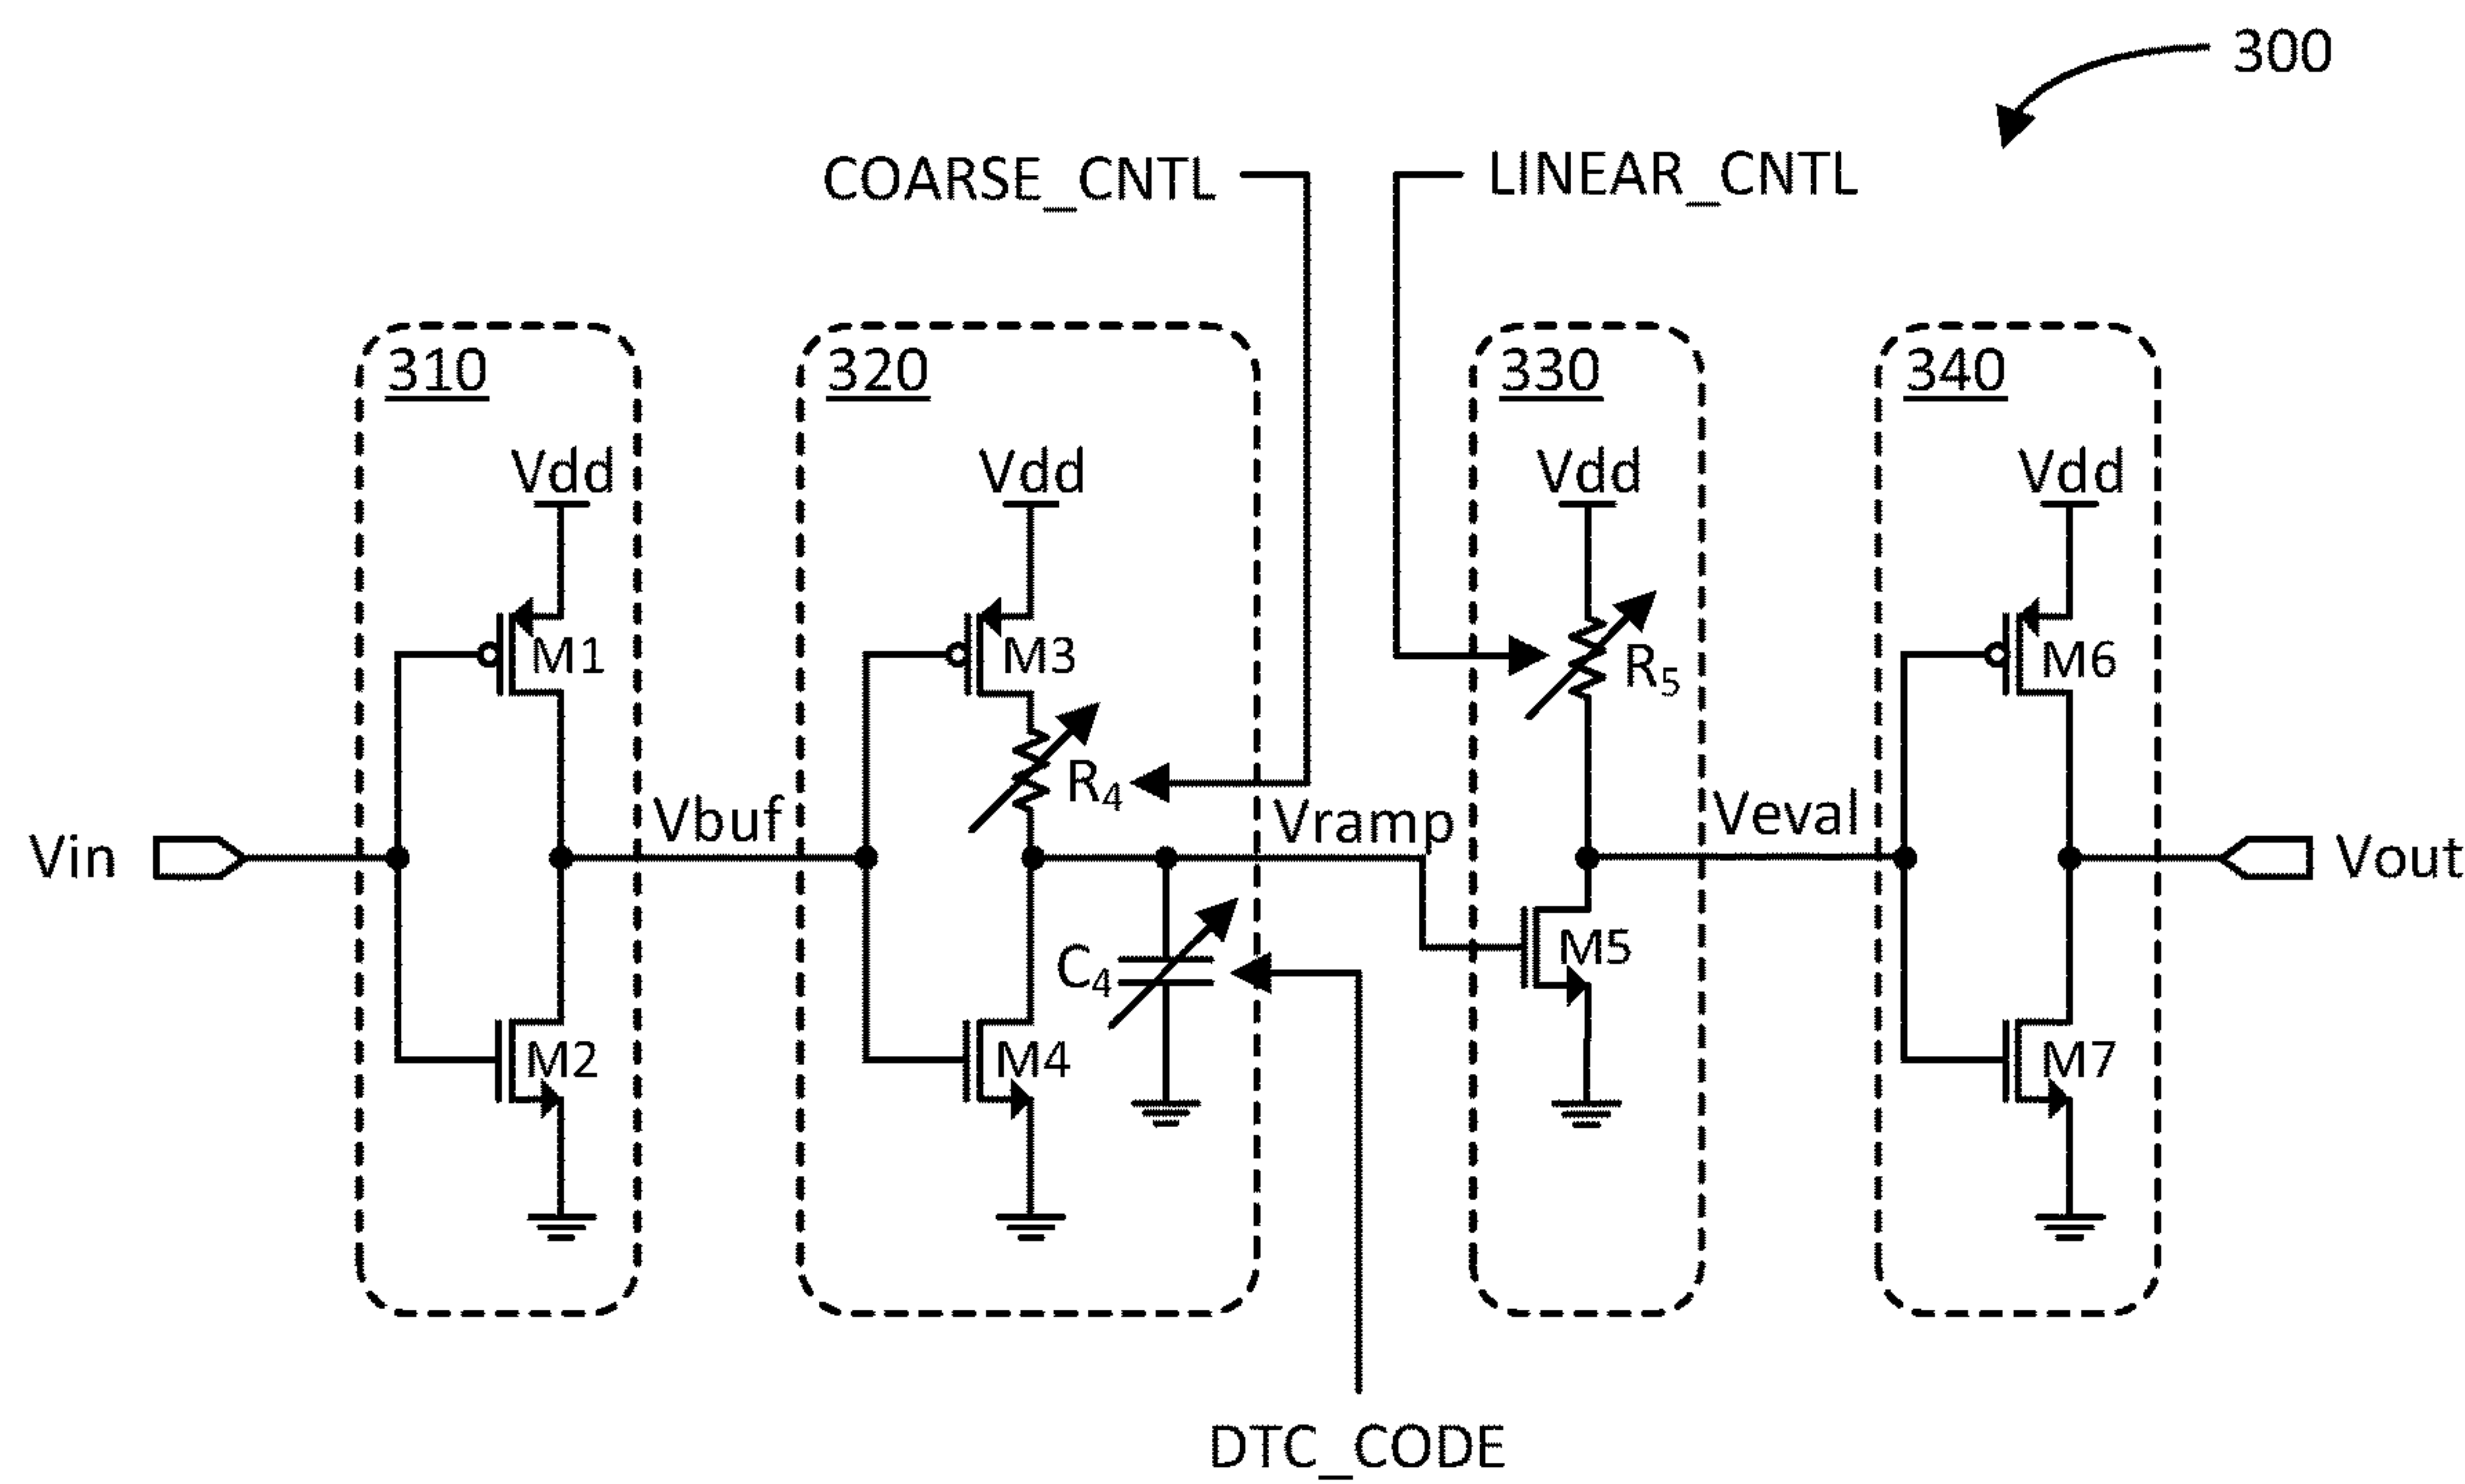 300
COARSE_CNTL
LINEAR_CNTL
310
320
330
340
Vdd
Vdd
Vdd
Vdd
M1
M3
R5
M6
R4
Vin
Vbuf
Vramp
Veval
Vout
C4
M5
M2
M4
M7
DTC_CODE